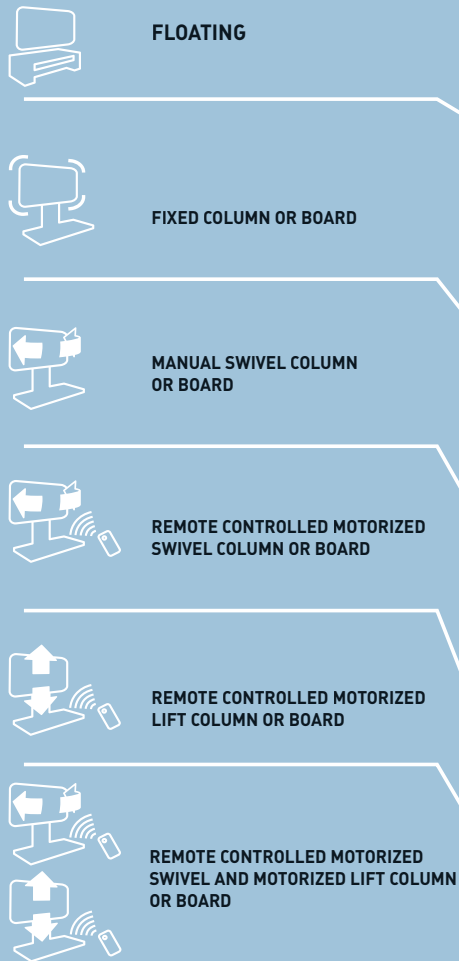 FLOATING
FIXED COLUMN OR BOARD
MANUAL SWIVEL COLUMN
OR BOARD
REMOTE CONTROLLED MOTORIZED
SWIVEL COLUMN OR BOARD
REMOTE CONTROLLED MOTORIZED
LIFT COLUMN OR BOARD
REMOTE CONTROLLED MOTORIZED
SWIVEL AND MOTORIZED LIFT COLUMN
OR BOARD